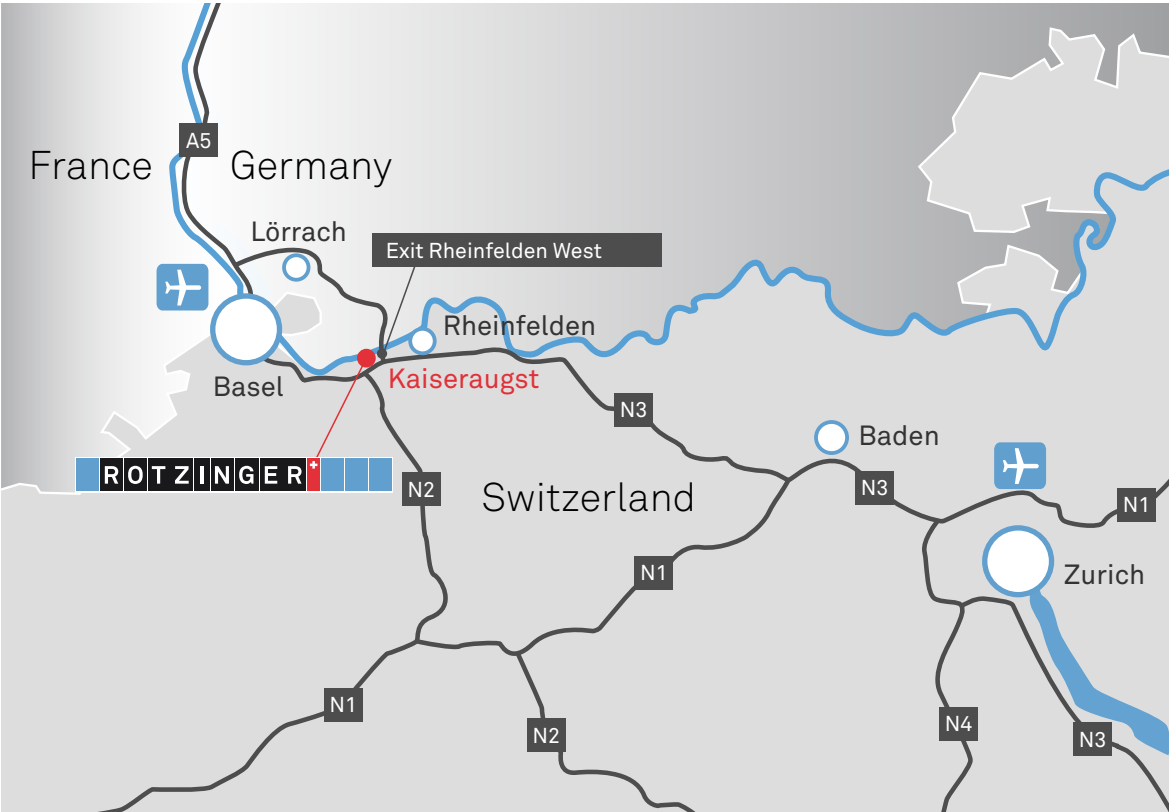 A5
France
Germany
Lörrach
Exit Rheinfelden West
Rheinfelden
Kaiseraugst
Basel
N3
Baden
ROTZINGER
N2
Switzerland
N3
N1
N1
Zurich
N1
N2
N4
N3